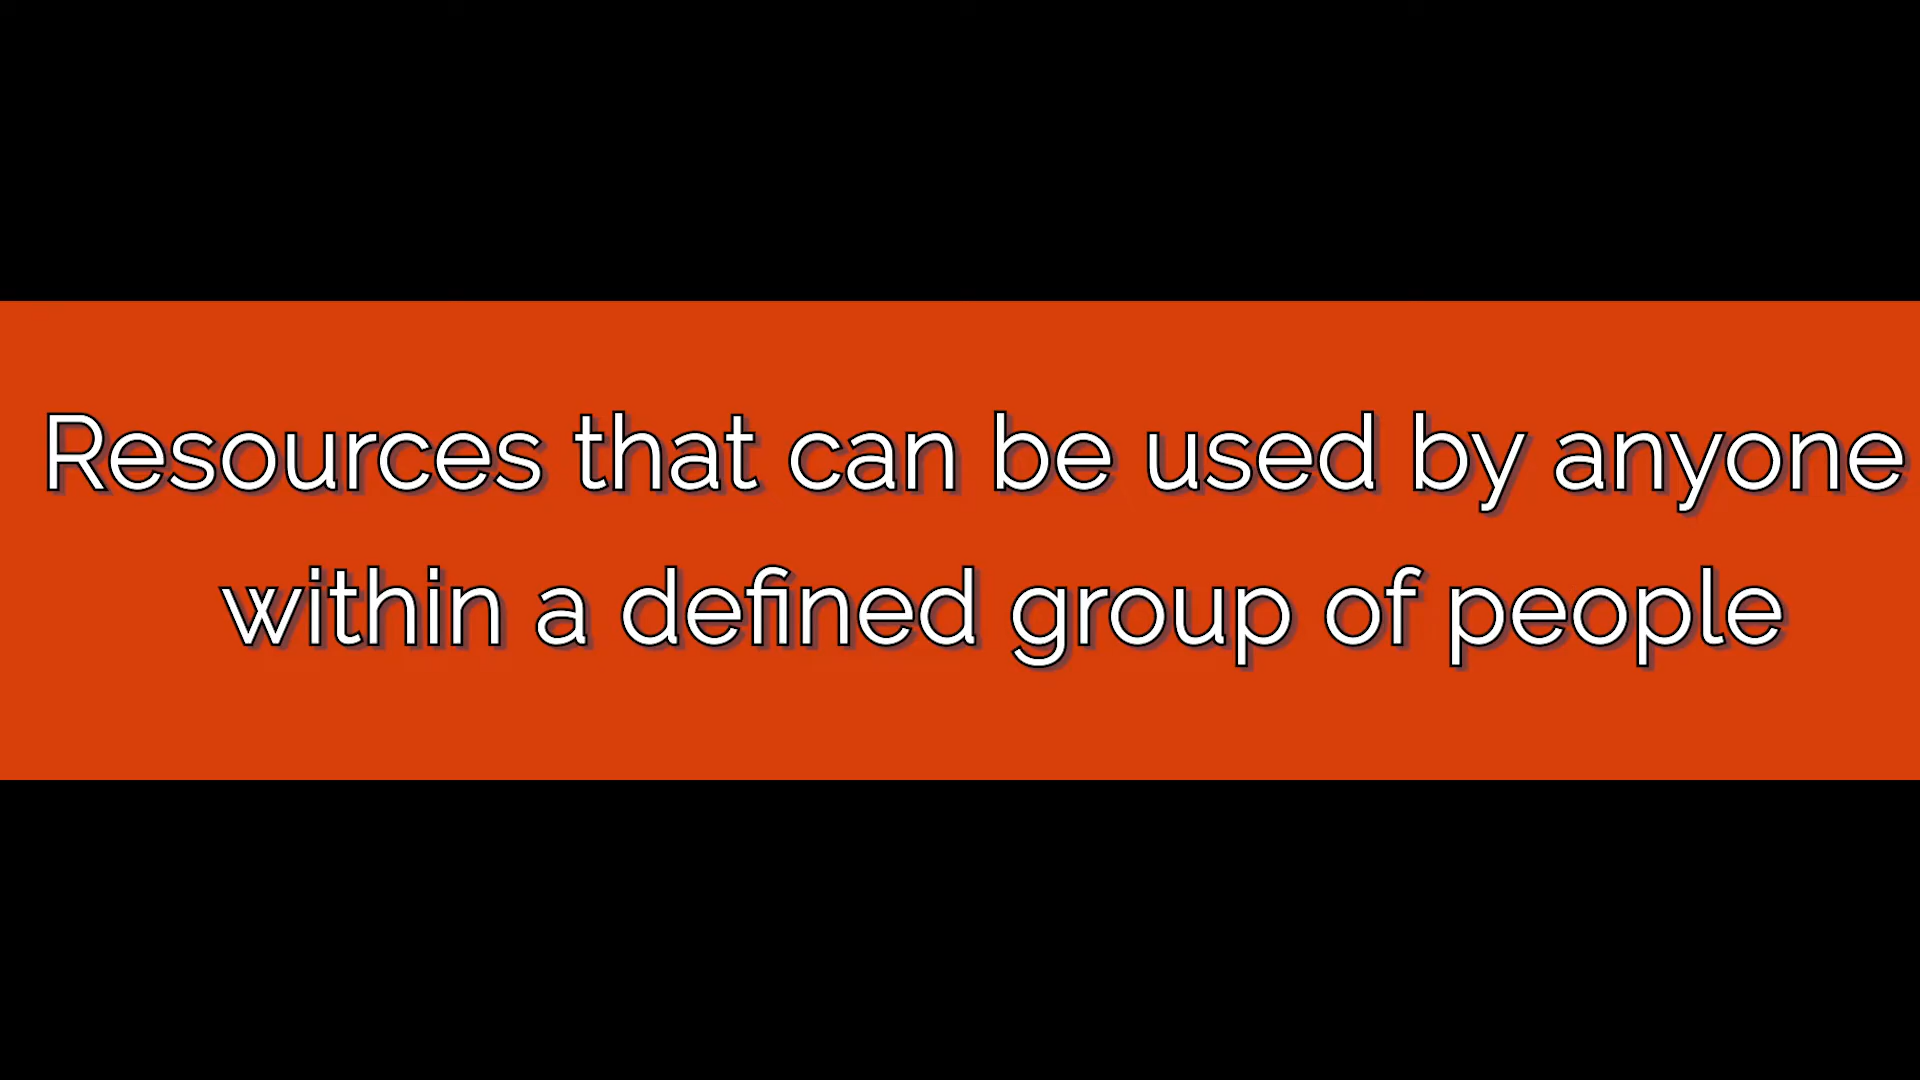 Resources that can be used by anyone
within a defined group of people